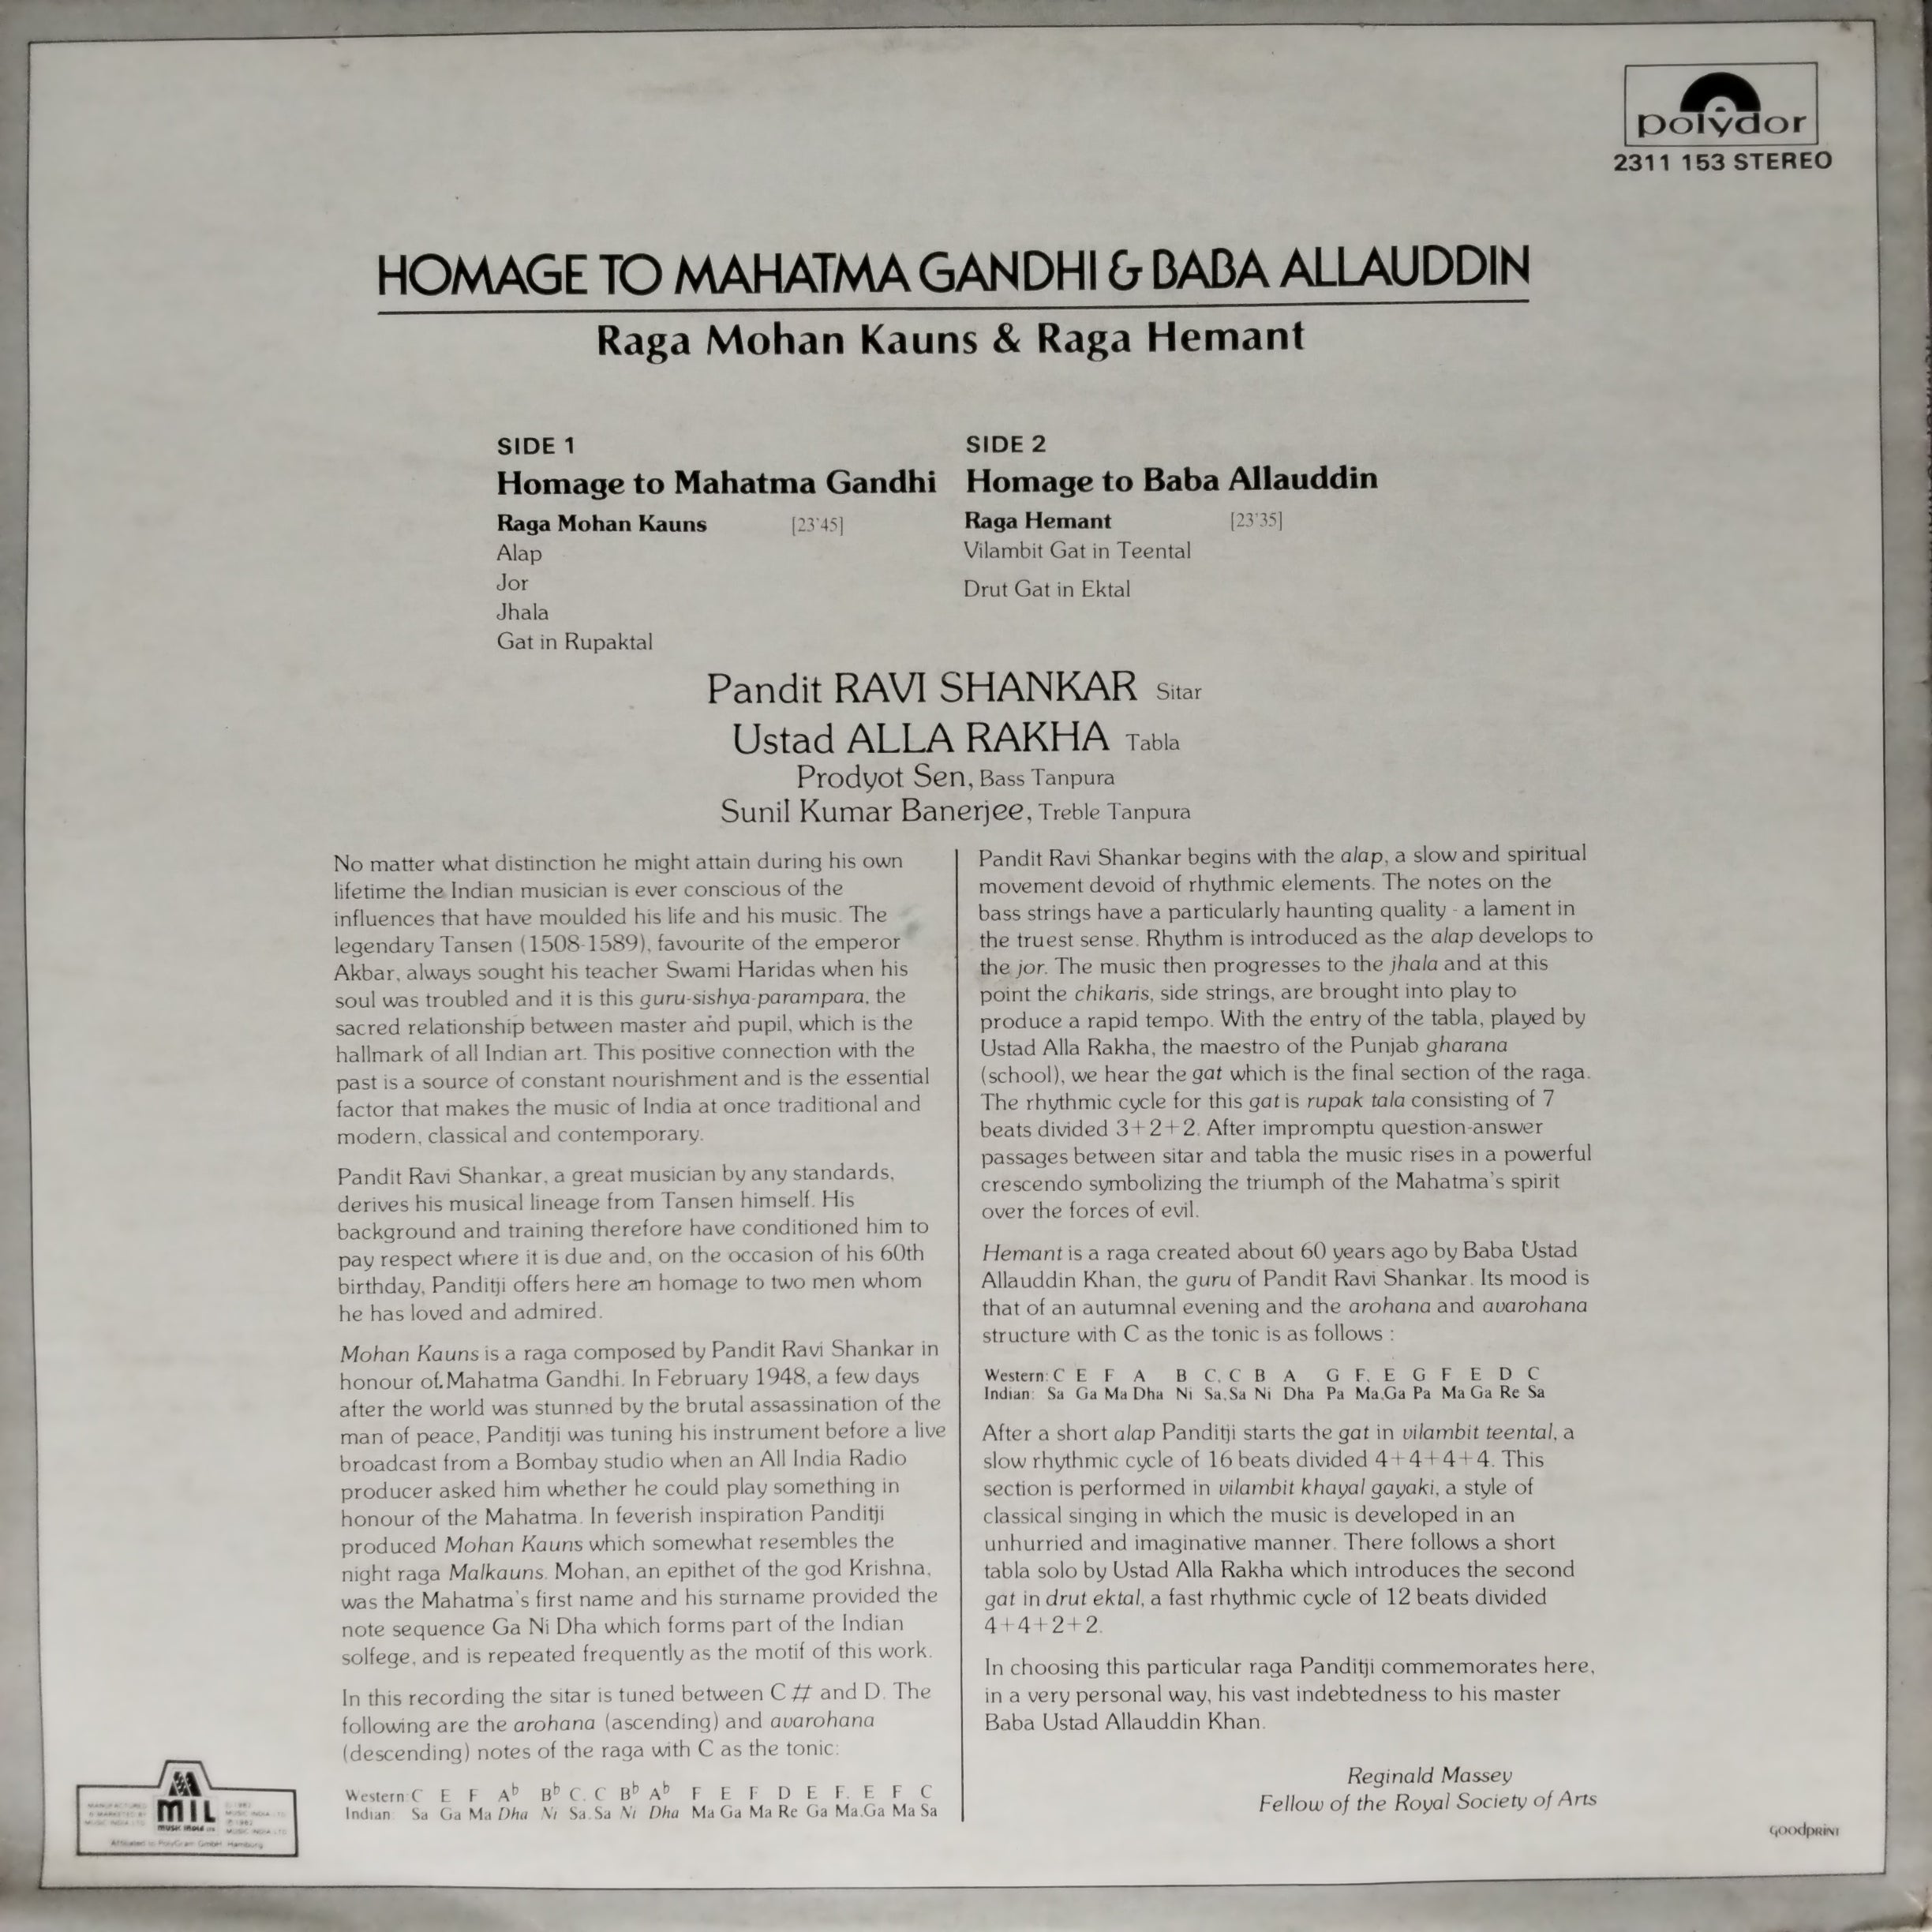 polydor
2311 153 STEREO
HOMAGE TO MAHATMA GANDHI & BABA ALLAUDDIN
Raga Mohan Kauns & Raga Hemant
SIDE 1
Homage to Mahatma Gandhi
Raga Mohan Kauns [23'45]
Alap
Jor
Jhala
Gat in Rupaktal
SIDE 2
Homage to Baba Allauddin
Raga Hemant [23'35]
Vilambit Gat in Teental
Drut Gat in Ektal
Pandit RAVI SHANKAR Sitar
Ustad ALLA RAKHA Tabla
Prodyot Sen, Bass Tanpura
Sunil Kumar Banerjee, Treble Tanpura
No matter what distinction he might attain during his own
lifetime the Indian musician is ever conscious of the
influences that have moulded his life and his music. The
legendary Tansen (1508-1589), favourite of the emperor
Akbar, always sought his teacher Swami Haridas when his
soul was troubled and it is this guru-sishya-parampara, the
sacred relationship between master and pupil, which is the
hallmark of all Indian art. This positive connection with the
past is a source of constant nourishment and is the essential
factor that makes the music of India at once traditional and
modern, classical and contemporary.
Pandit Ravi Shankar, a great musician by any standards,
derives his musical lineage from Tansen himself. His
background and training therefore have conditioned him to
pay respect where it is due and, on the occasion of his 60th
birthday, Panditji offers here an homage to two men whom
he has loved and admired.
Mohan Kauns is a raga composed by Pandit Ravi Shankar in
honour of Mahatma Gandhi. In February 1948, a few days
after the world was stunned by the brutal assassination of the
man of peace, Panditji was tuning his instrument before a live
broadcast from a Bombay studio when an All India Radio
producer asked him whether he could play something in
honour of the Mahatma. In feverish inspiration Panditji
produced Mohan Kauns which somewhat resembles the
night raga Malkauns. Mohan, an epithet of the god Krishna,
was the Mahatma's first name and his surname provided the
note sequence Ga Ni Dha which forms part of the Indian
solfege, and is repeated frequently as the motif of this work.
In this recording the sitar is tuned between C# and D. The
following are the arohana (ascending) and avarohana
(descending) notes of the raga with C as the tonic:
Western: C E F Ab Bb C. C Bb Ab F E F D E F. E F C
Indian: Sa Ga Ma Dha Ni Sa. Sa Ni Dha Ma Ga Ma Re Ga Ma. Ga Ma Sa
Pandit Ravi Shankar begins with the alap, a slow and spiritual
movement devoid of rhythmic elements. The notes on the
bass strings have a particularly haunting quality - a lament in
the truest sense. Rhythm is introduced as the alap develops to
the jor. The music then progresses to the jhala and at this
point the chikaris, side strings, are brought into play to
produce a rapid tempo. With the entry of the tabla, played by
Ustad Alla Rakha, the maestro of the Punjab gharana
(school), we hear the gat which is the final section of the raga.
The rhythmic cycle for this gat is rupak tala consisting of 7
beats divided 3+2+2. After impromptu question-answer
passages between sitar and tabla the music rises in a powerful
crescendo symbolizing the triumph of the Mahatma's spirit
over the forces of evil.
Hemant is a raga created about 60 years ago by Baba Ustad
Allauddin Khan, the guru of Pandit Ravi Shankar. Its mood is
that of an autumnal evening and the arohana and avarohana
structure with C as the tonic is as follows :
Western: C E F A B C. C B A G F. E G F E D C
Indian: Sa Ga Ma Dha Ni Sa. Sa Ni Dha Pa Ma. Ga Pa Ma Ga Re Sa
After a short alap Panditji starts the gat in vilambit teental, a
slow rhythmic cycle of 16 beats divided 4+4+4+4. This
section is performed in vilambit khayal gayaki, a style of
classical singing in which the music is developed in an
unhurried and imaginative manner. There follows a short
tabla solo by Ustad Alla Rakha which introduces the second
gat in drut ektal, a fast rhythmic cycle of 12 beats divided
4+4+2+2.
In choosing this particular raga Panditji commemorates here,
in a very personal way, his vast indebtedness to his master
Baba Ustad Allauddin Khan.
Reginald Massey
Fellow of the Royal Society of Arts
MANUFACTURED
& MARKETED BY
MUSIC INDIA LTD
MIL
MUSIC INDIA LTD
MUSIC INDIA LTD
MUSIC INDIA LTD
Affiliated to PolyGram GmbH Hamburg
GOODPRINT